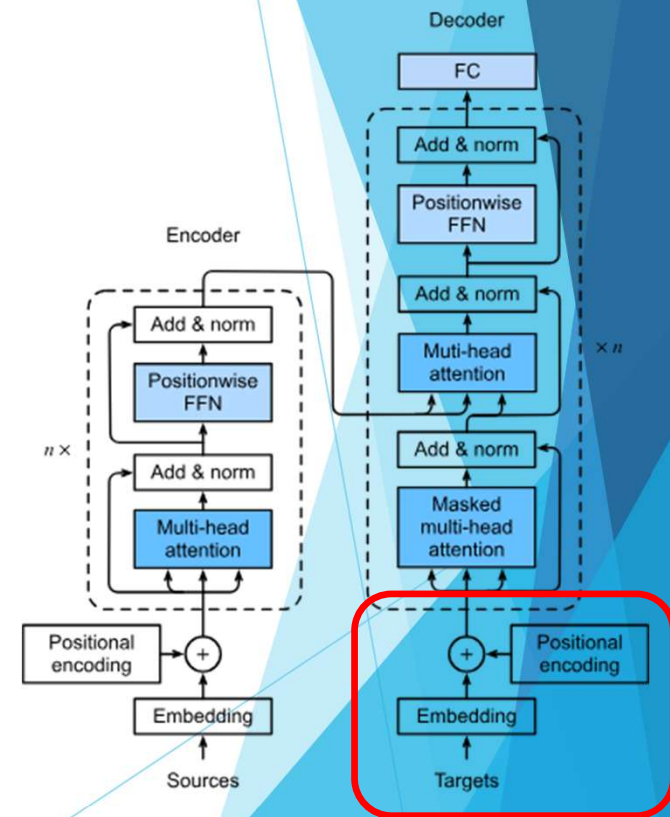 Decoder
FC
Add & norm
Positionwise
FFN
Add & norm
Muti-head
attention
× n
Add & norm
Masked
multi-head
attention
Positional
encoding
+
Embedding
Targets
Encoder
Add & norm
Positionwise
FFN
n ×
Add & norm
Multi-head
attention
Positional
encoding
+
Embedding
Sources